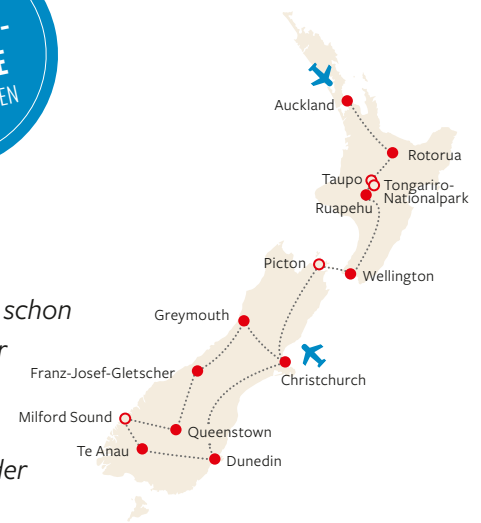 -
E
EN
Auckland
Rotorua
Taupo
Tongariro-
Nationalpark
Ruapehu
Picton
Wellington
schon
r
Greymouth
Franz-Josef-Gletscher
Christchurch
Milford Sound
Queenstown
Te Anau
der
Dunedin